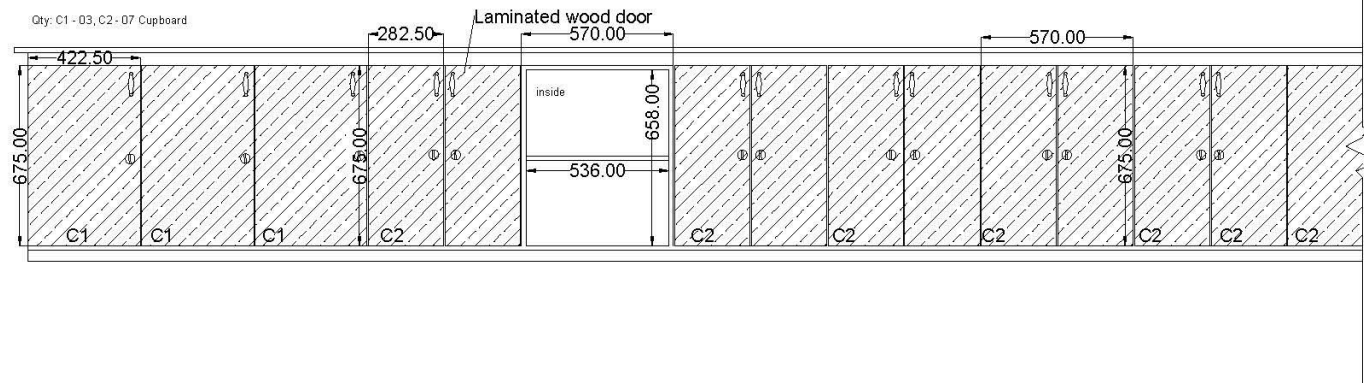 Qty: C1 - 03, C2 - 07 Cupboard
Laminated wood door
282.50
570.00
570.00
422.50
inside
675.00
675.00
658.00
675.00
536.00
C1
C1
C1
C2
C2
C2
C2
C2
C2
C2